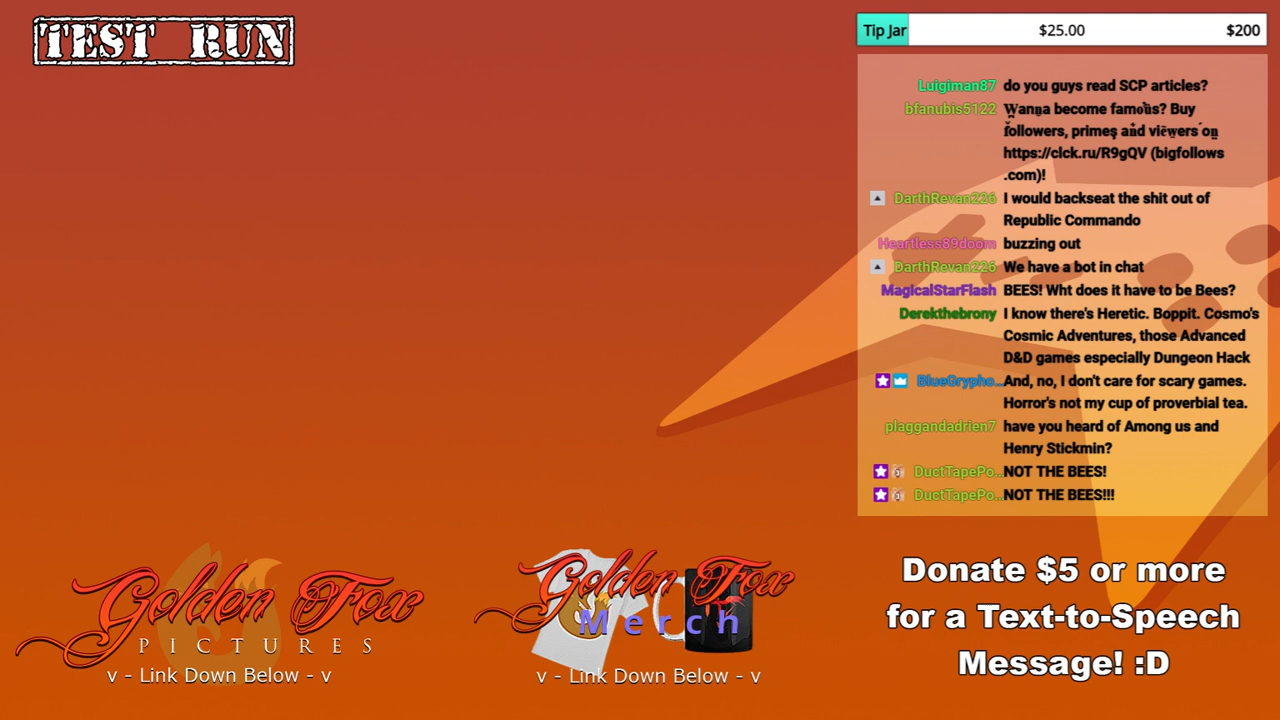 TEST RUN
Tip Jar $25.00 $200
Luigiman87 do you guys read SCP articles?
bfanubis5122 Wanna become famous? Buy
followers, primes and viewers on
https://cick.ru/R9gQV (bigfollows
.com)!
DarthRevan226 I would backseat the shit out of
Republic Commando
Heartless89doom buzzing out
DarthRevan226 We have a bot in chat
MagicalStarFlash BEES! Wht does it have to be Bees?
Derekthebrony I know there's Heretic. Boppit. Cosmo's
Cosmic Adventures, those Advanced
D&D games especially Dungeon Hack
BlueGrypho... And, no, I don't care for scary games.
Horror's not my cup of proverbial tea.
plaggandadrien7 have you heard of Among us and
Henry Stickmin?
DuctTapePo... NOT THE BEES!
DuctTapePo... NOT THE BEES!!!
Golden Fox
PICTURES
v - Link Down Below - v
Golden Fox
Merch
v - Link Down Below - v
Donate $5 or more
for a Text-to-Speech
Message! :D